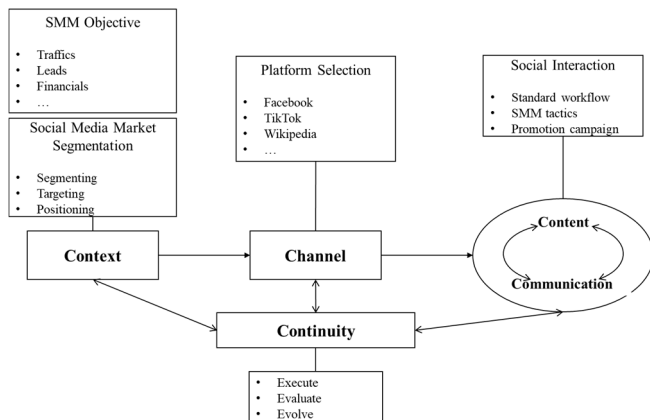 SMM Objective
• Traffics
• Leads
• Financials
• …
Social Media Market
Segmentation
• Segmenting
• Targeting
• Positioning
Platform Selection
• Facebook
• TikTok
• Wikipedia
• …
Social Interaction
• Standard workflow
• SMM tactics
• Promotion campaign
Context
Channel
Content
Communication
Continuity
• Execute
• Evaluate
• Evolve